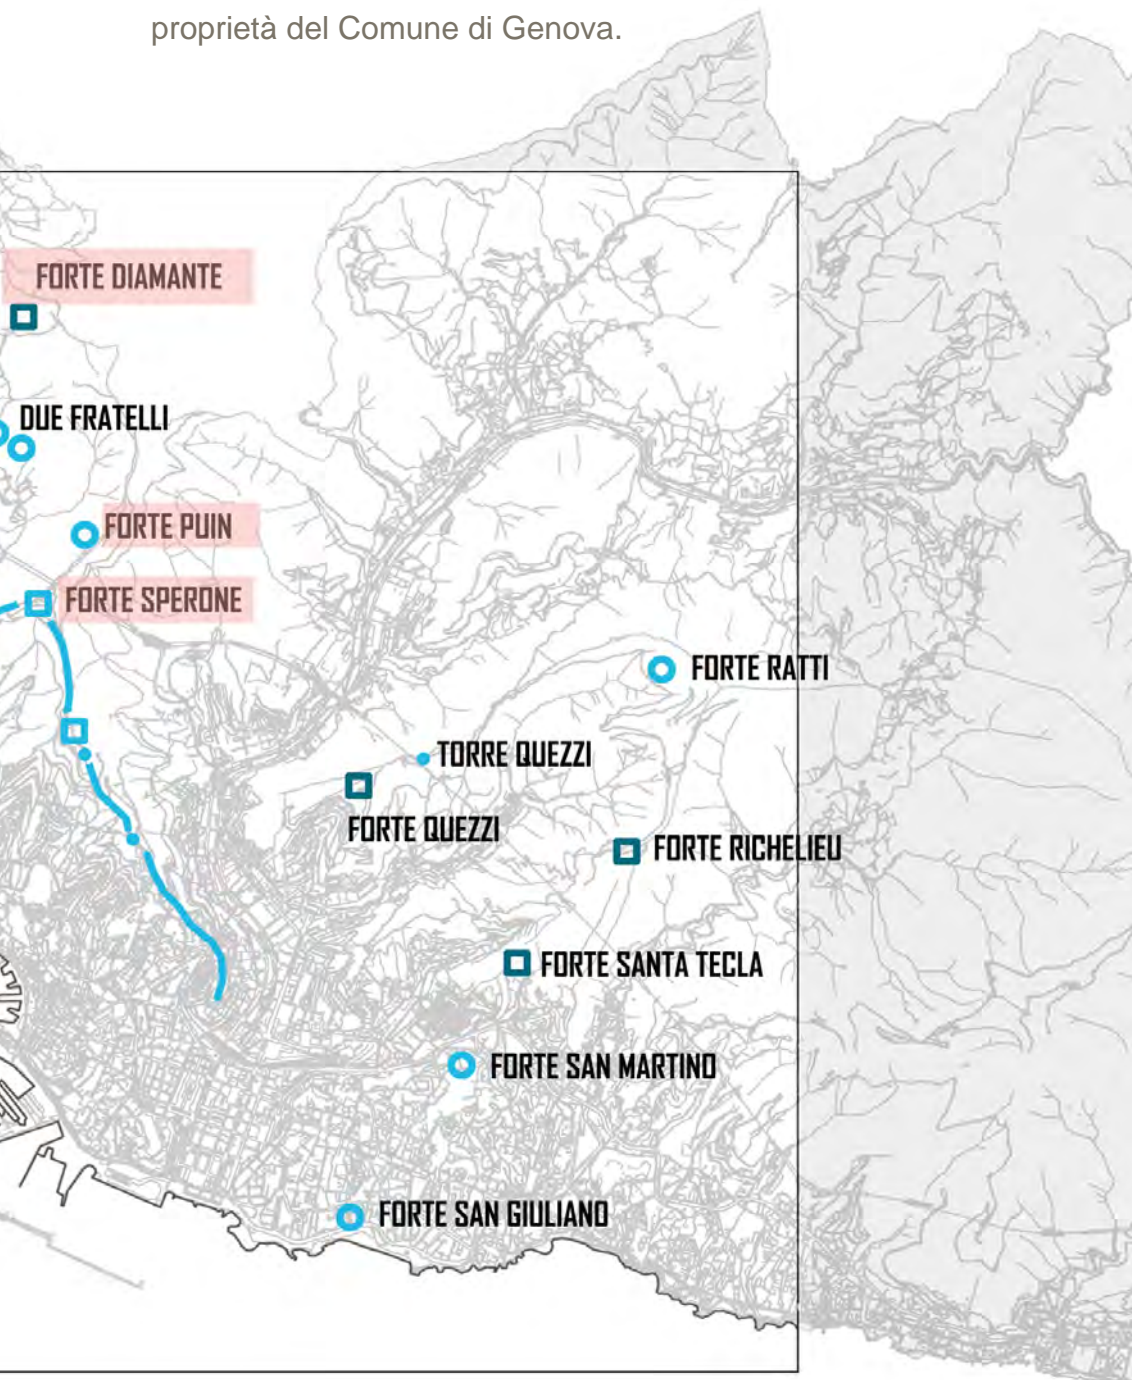 proprietà del Comune di Genova.
FORTE DIAMANTE
DUE FRATELLI
FORTE PUIN
FORTE SPERONE
FORTE RATTI
TORRE QUEZZI
FORTE QUEZZI
FORTE RICHELIEU
FORTE SANTA TECLA
FORTE SAN MARTINO
FORTE SAN GIULIANO